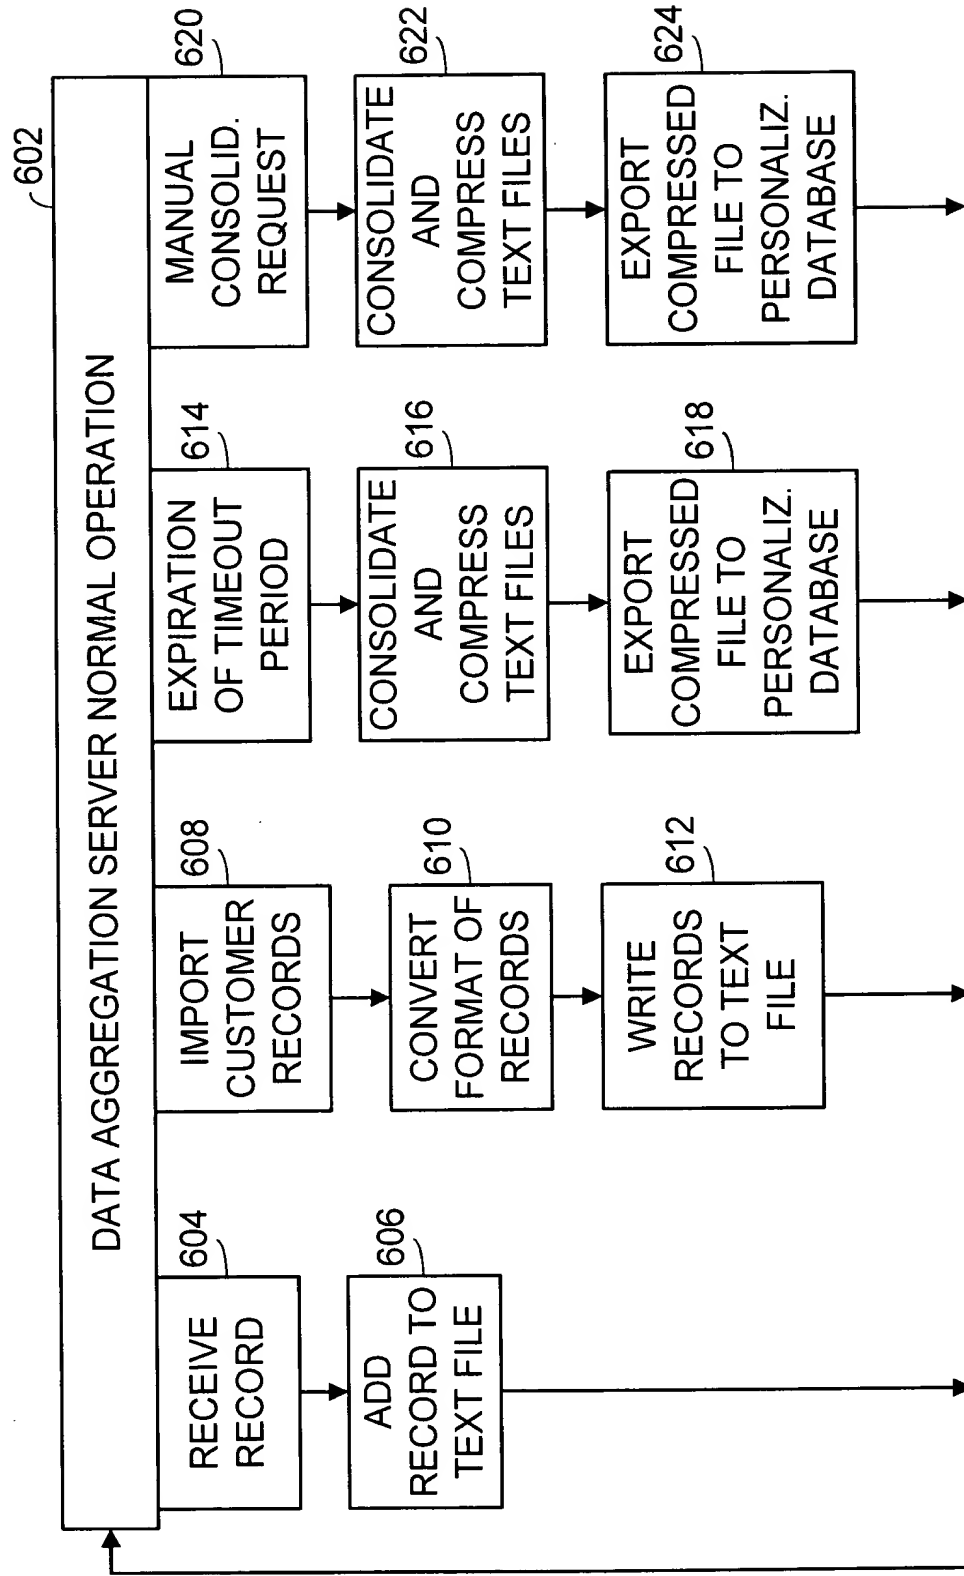 602
DATA AGGREGATION SERVER NORMAL OPERATION
604
RECEIVE
RECORD
606
ADD
RECORD TO
TEXT FILE
608
IMPORT
CUSTOMER
RECORDS
610
CONVERT
FORMAT OF
RECORDS
612
WRITE
RECORDS
TO TEXT
FILE
614
EXPIRATION
OF TIMEOUT
PERIOD
616
CONSOLIDATE
AND
COMPRESS
TEXT FILES
618
EXPORT
COMPRESSED
FILE TO
PERSONALIZ.
DATABASE
620
MANUAL
CONSOLID.
REQUEST
622
CONSOLIDATE
AND
COMPRESS
TEXT FILES
624
EXPORT
COMPRESSED
FILE TO
PERSONALIZ.
DATABASE